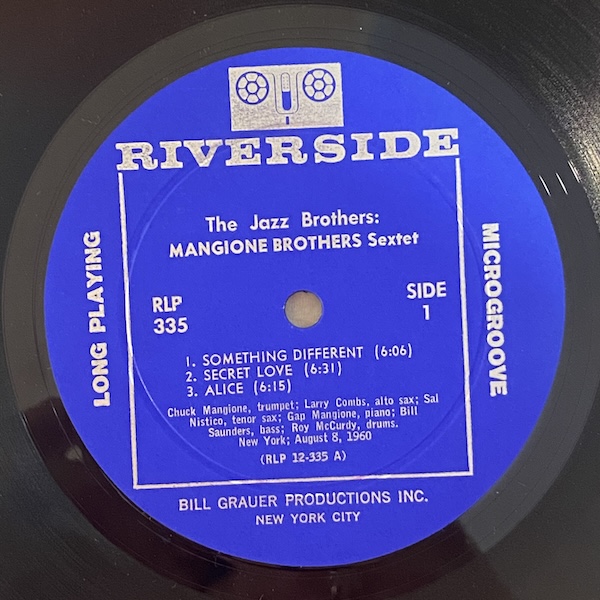 RIVERSIDE
The Jazz Brothers:
MANGIONE BROTHERS Sextet
LONG PLAYING
MICROGROOVE
RLP
335
SIDE
1
1. SOMETHING DIFFERENT (6:06)
2. SECRET LOVE (6:31)
3. ALICE (6:15)
Chuck Mangione, trumpet; Larry Combs, alto sax; Sal
Nistico, tenor sax; Gap Mangione, piano; Bill
Saunders, bass; Roy McCurdy, drums.
New York; August 8, 1960
(RLP 12-335 A)
BILL GRAUER PRODUCTIONS INC.
NEW YORK CITY